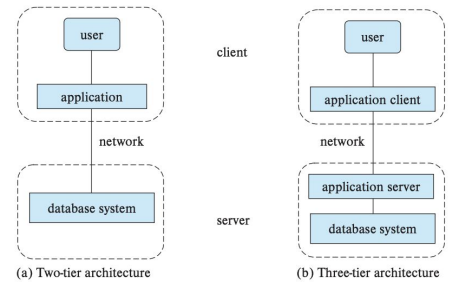 user
application
network
database system
(a) Two-tier architecture
client
server
user
application client
network
application server
database system
(b) Three-tier architecture